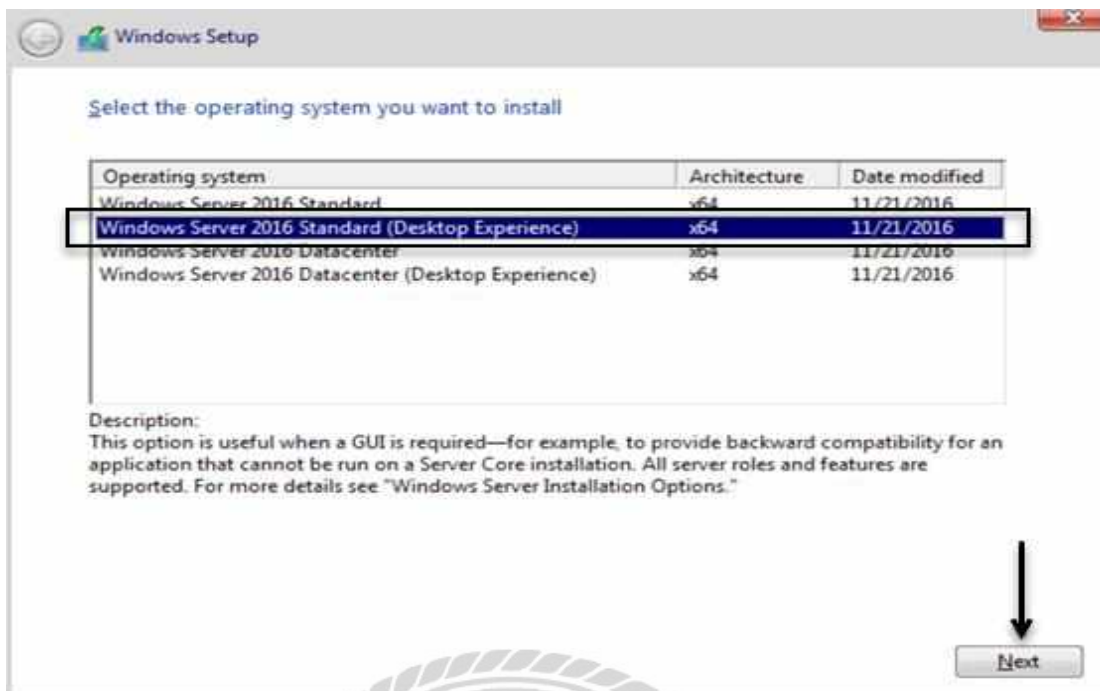 Windows Setup
Select the operating system you want to install
Operating system Architecture Date modified
Windows Server 2016 Standard x64 11/21/2016
Windows Server 2016 Standard (Desktop Experience) x64 11/21/2016
Windows Server 2016 Datacenter x64 11/21/2016
Windows Server 2016 Datacenter (Desktop Experience) x64 11/21/2016
Description:
This option is useful when a GUI is required—for example, to provide backward compatibility for an
application that cannot be run on a Server Core installation. All server roles and features are
supported. For more details see "Windows Server Installation Options."
Next